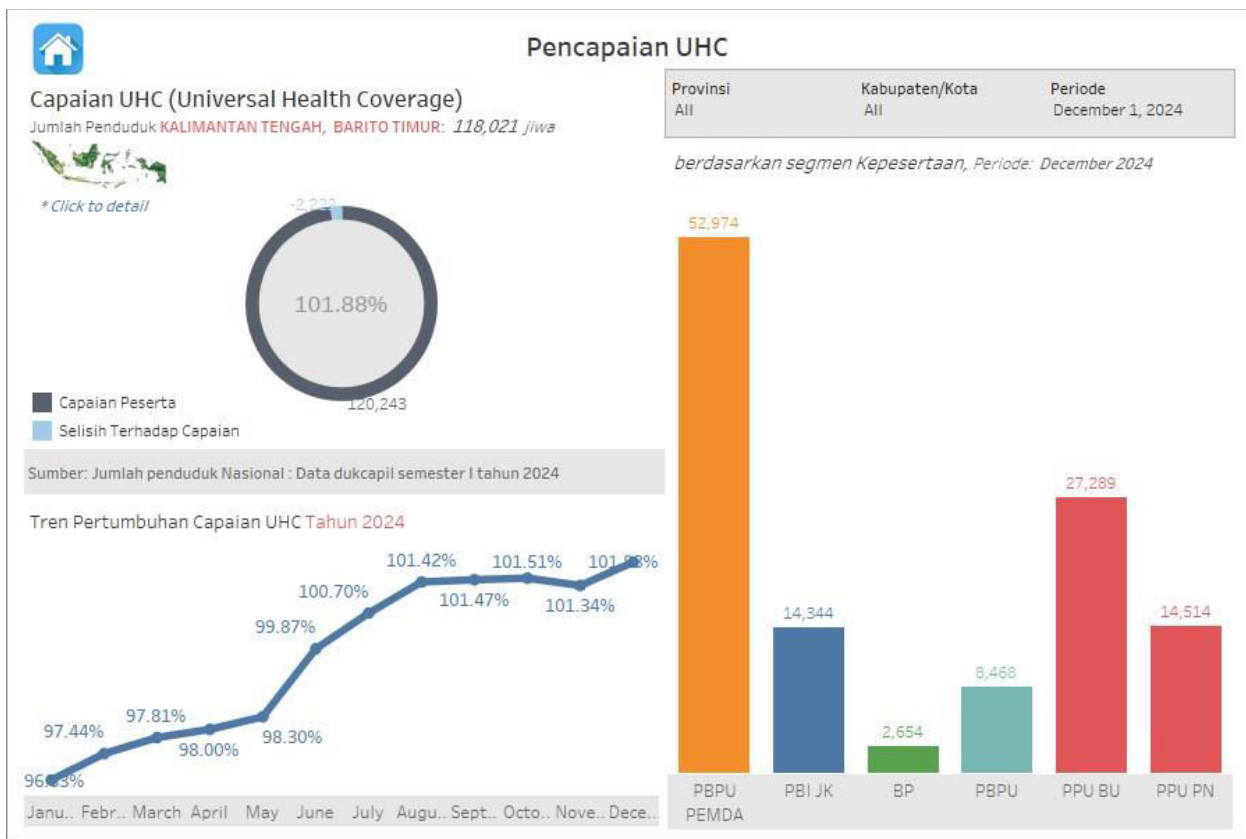 Pencapaian UHC
Capaian UHC (Universal Health Coverage)
Jumlah Penduduk KALIMANTAN TENGAH, BARITO TIMUR: 118,021 jiwa
* Click to detail
-2,222
101.88%
120,243
Capaian Peserta
Selisih Terhadap Capaian
Sumber: Jumlah penduduk Nasional : Data dukcapil semester I tahun 2024
Provinsi Kabupaten/Kota Periode
All All December 1, 2024
berdasarkan segmen Kepesertaan, Periode: December 2024
52,974
14,344
2,654
8,468
27,289
14,514
PBPU PEMDA
PBI JK
BP
PBPU
PPU BU
PPU PN
Tren Pertumbuhan Capaian UHC Tahun 2024
97.44%
97.81%
98.00%
98.30%
99.87%
100.70%
101.42%
101.47%
101.51%
101.34%
Janu.. Febr.. March April May June July Augu.. Sept.. Octo.. Nove.. Dece..